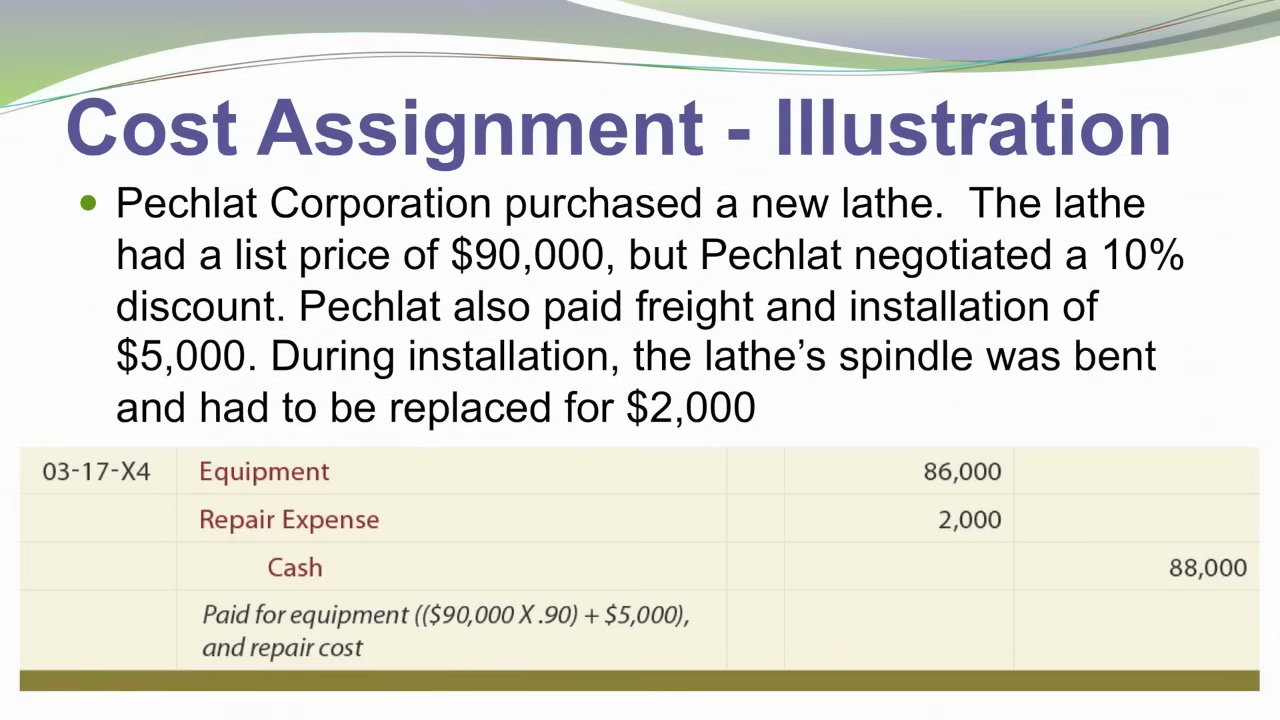 Cost Assignment - Illustration
Pechlat Corporation purchased a new lathe. The lathe
had a list price of $90,000, but Pechlat negotiated a 10%
discount. Pechlat also paid freight and installation of
$5,000. During installation, the lathe’s spindle was bent
and had to be replaced for $2,000
03-17-X4 Equipment 86,000
Repair Expense 2,000
Cash 88,000
Paid for equipment (($90,000 X .90) + $5,000),
and repair cost